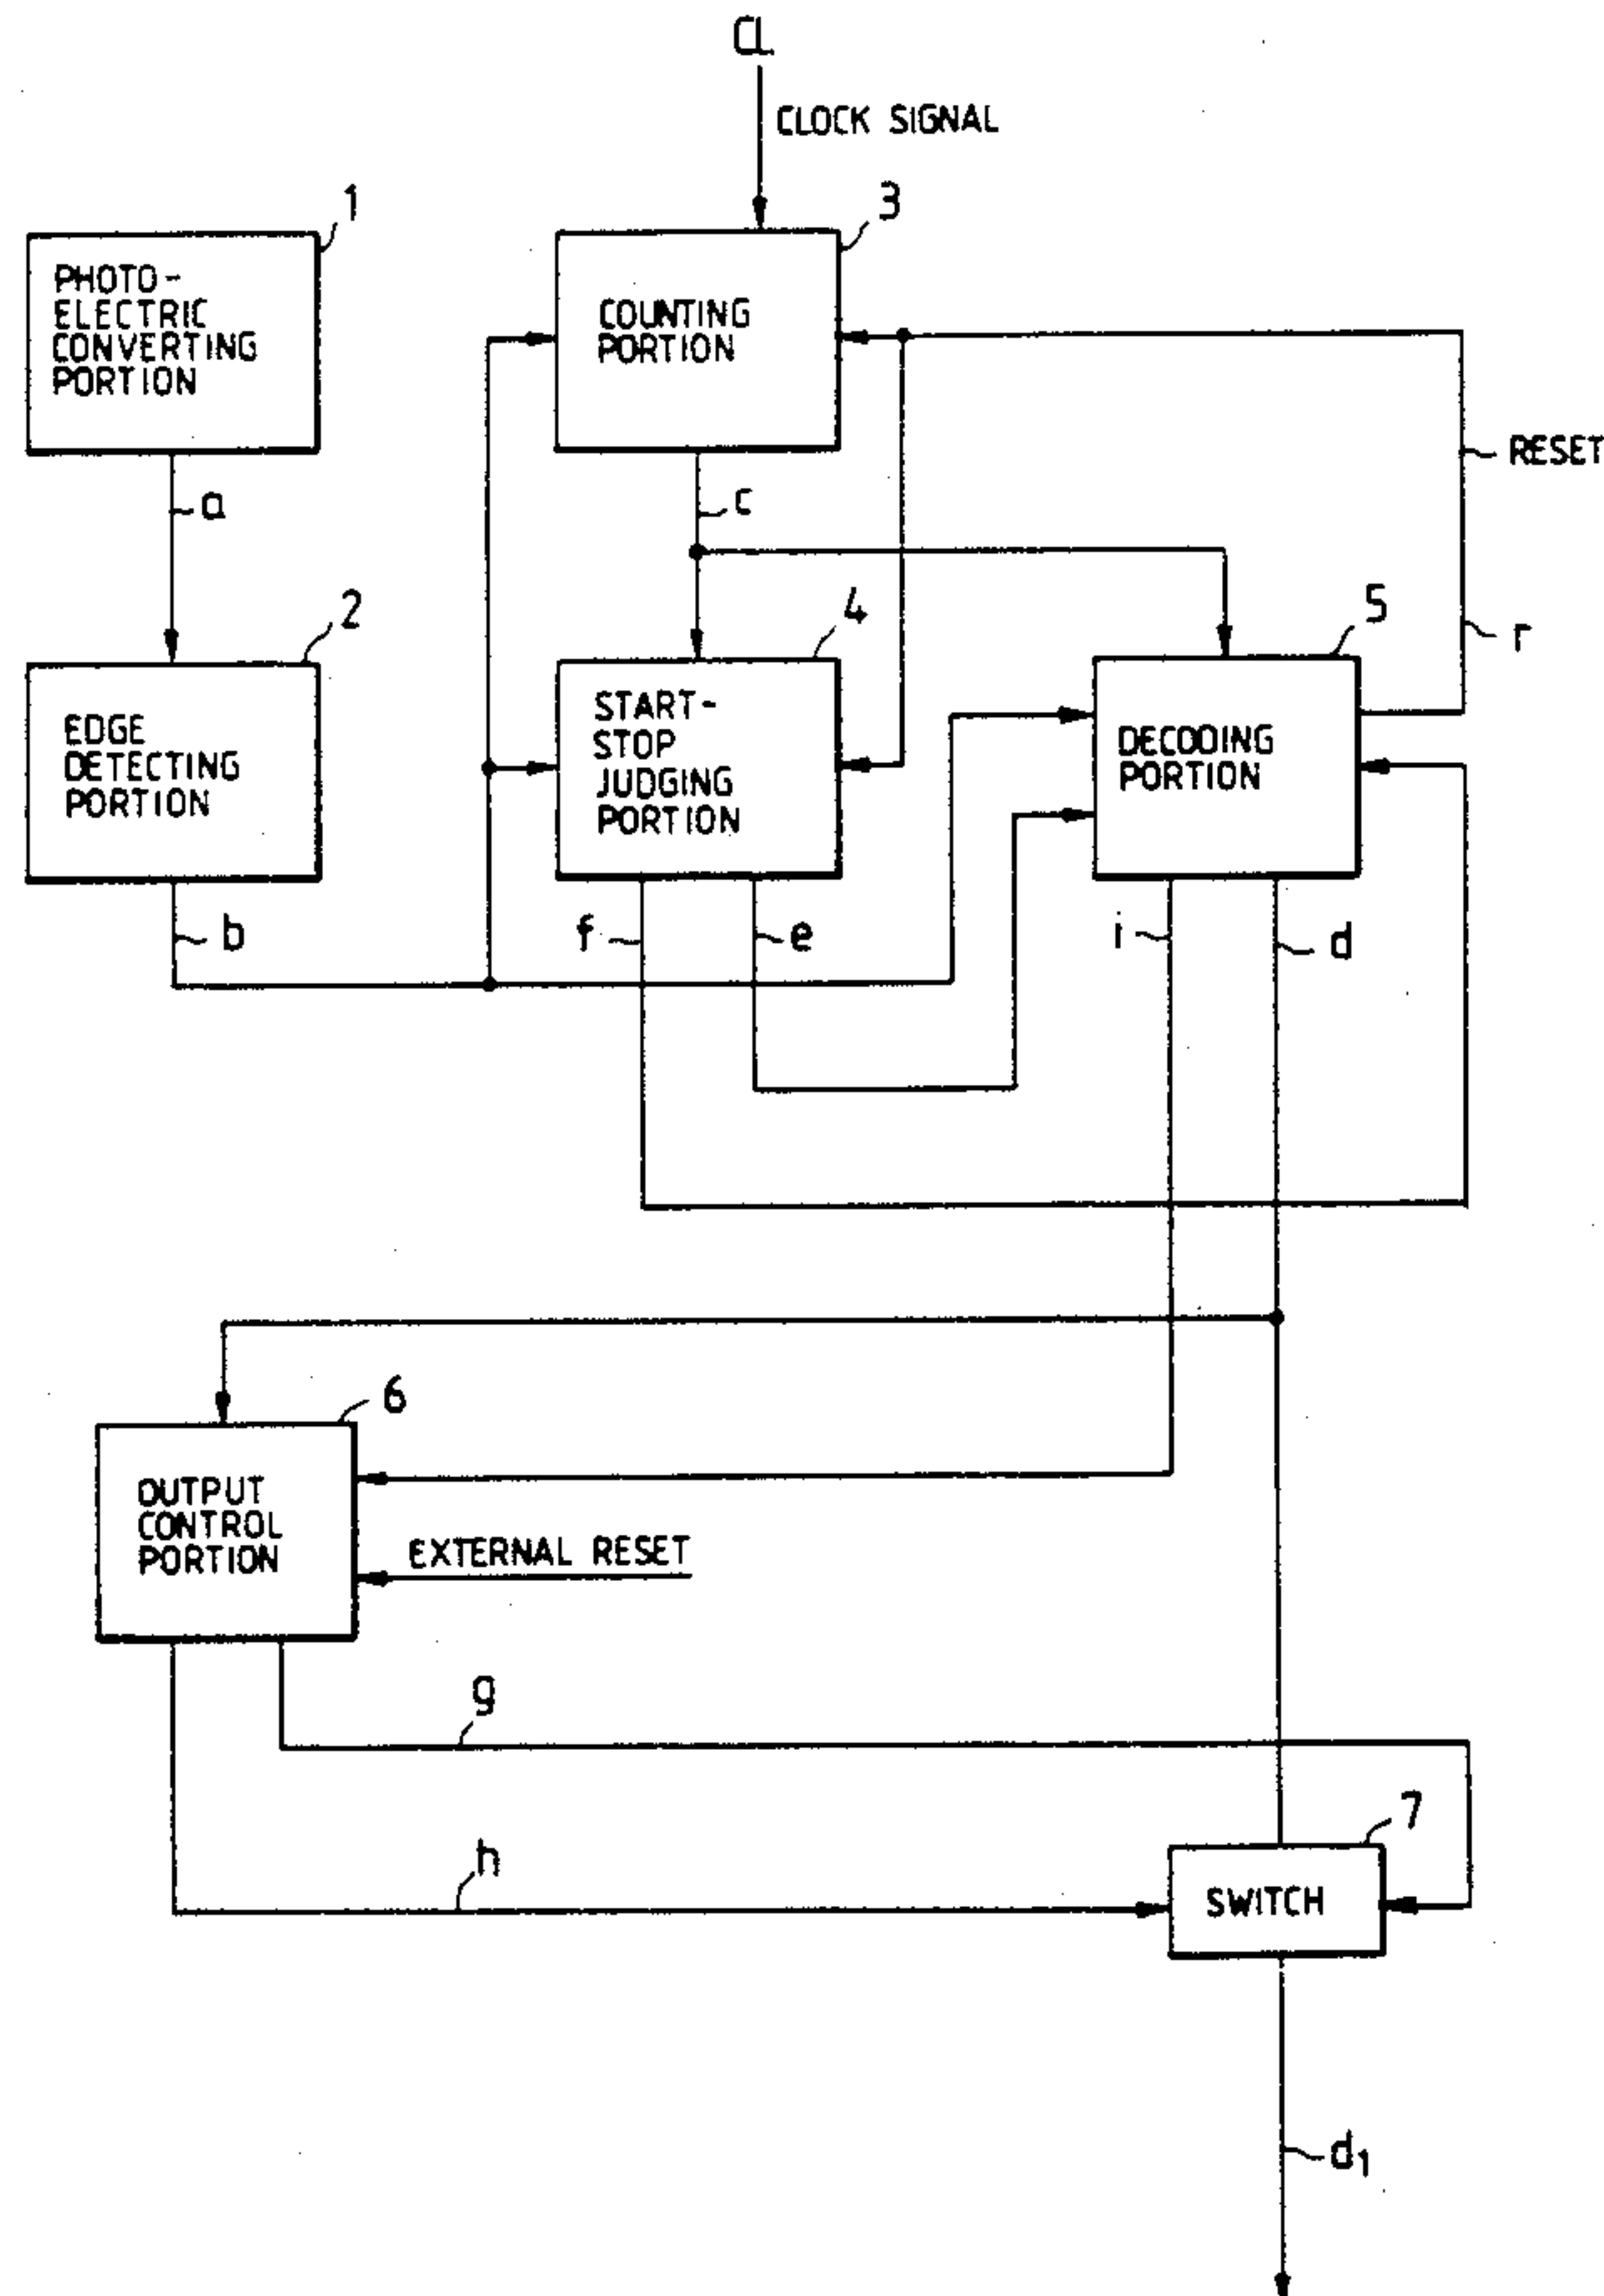 CL
CLOCK SIGNAL
1
3
PHOTO-
ELECTRIC
CONVERTING
PORTION
COUNTING
PORTION
RESET
a
c
2
4
5
r
EDGE
DETECTING
PORTION
START-
STOP
JUDGING
PORTION
DECODING
PORTION
b
f
e
i
d
6
OUTPUT
CONTROL
PORTION
EXTERNAL RESET
g
7
h
SWITCH
d1